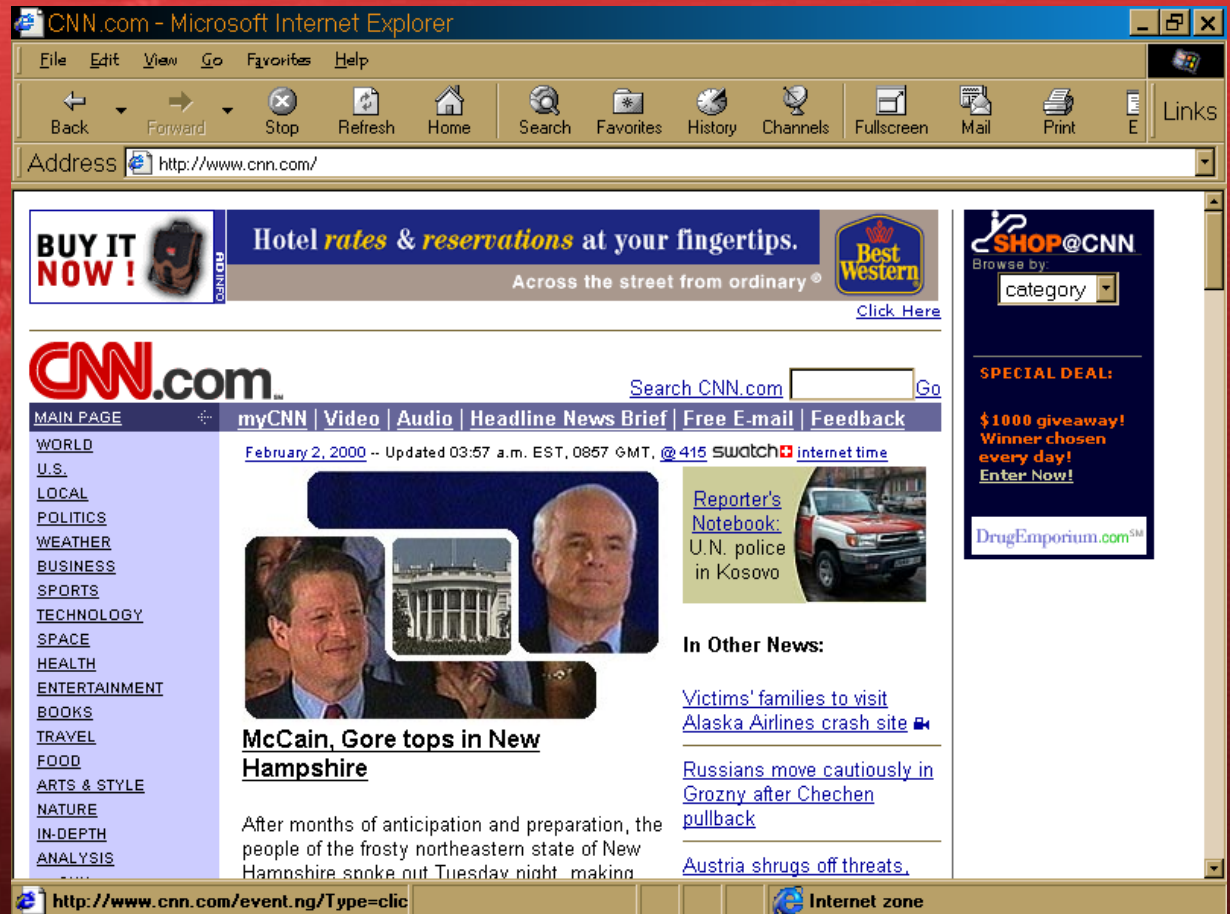 CNN.com - Microsoft Internet Explorer
File Edit View Go Favorites Help
Back Forward Stop Refresh Home Search Favorites History Channels Fullscreen Mail Print E Links
Address http://www.cnn.com/
BUY IT
NOW !
AD INFO
Hotel rates & reservations at your fingertips.
Across the street from ordinary ®
Best
Western
Click Here
SHOP@CNN
Browse by:
category
SPECIAL DEAL:
$1000 giveaway!
Winner chosen
every day!
Enter Now!
DrugEmporium.com℠
CNN.com
Search CNN.com Go
MAIN PAGE
myCNN | Video | Audio | Headline News Brief | Free E-mail | Feedback
February 2, 2000 -- Updated 03:57 a.m. EST, 0857 GMT, @415 swatch internet time
WORLD
U.S.
LOCAL
POLITICS
WEATHER
BUSINESS
SPORTS
TECHNOLOGY
SPACE
HEALTH
ENTERTAINMENT
BOOKS
TRAVEL
FOOD
ARTS & STYLE
NATURE
IN-DEPTH
ANALYSIS
McCain, Gore tops in New
Hampshire
After months of anticipation and preparation, the
people of the frosty northeastern state of New
Hampshire spoke out Tuesday night, making
Reporter's
Notebook:
U.N. police
in Kosovo
In Other News:
Victims' families to visit
Alaska Airlines crash site
Russians move cautiously in
Grozny after Chechen
pullback
Austria shrugs off threats,
http://www.cnn.com/event.ng/Type=clic
Internet zone